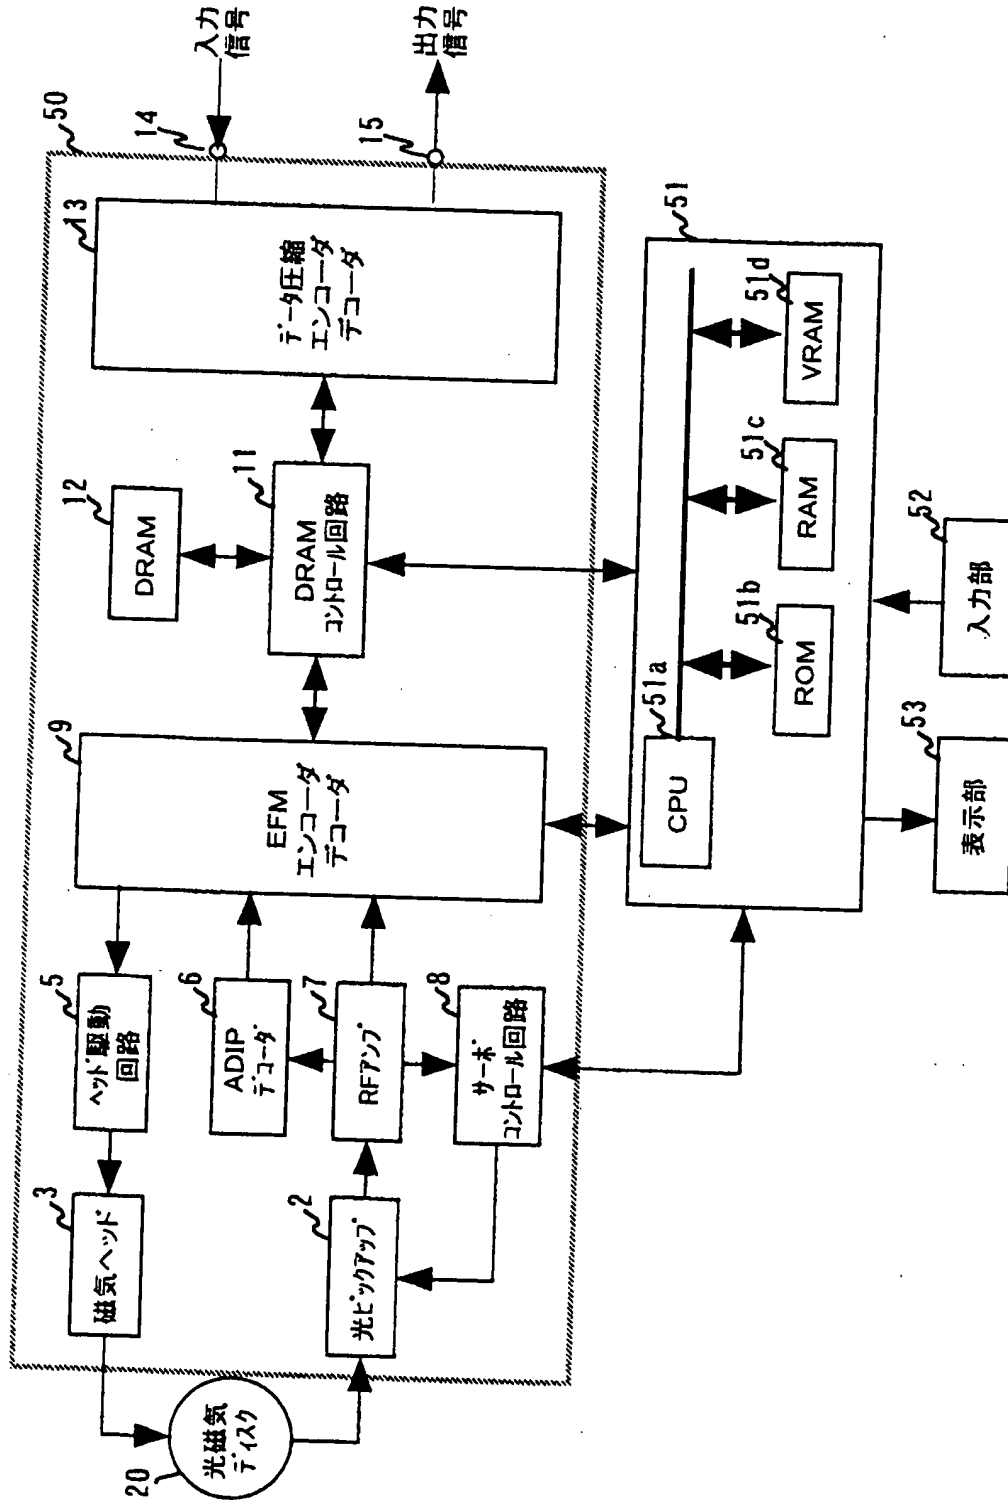 50
入力
信号
14
出力
信号
15
13
データ圧縮
エンコーダ
デコーダ
12
DRAM
11
DRAM
コントロール回路
9
EFM
エンコーダ
デコーダ
5
ヘッド駆動
回路
6
ADIP
デコーダ
7
RFアンプ
8
サーボ
コントロール回路
3
磁気ヘッド
2
光ピックアップ
20
光磁気
ディスク
51
51a
CPU
51b
ROM
51c
RAM
51d
VRAM
52
入力部
53
表示部